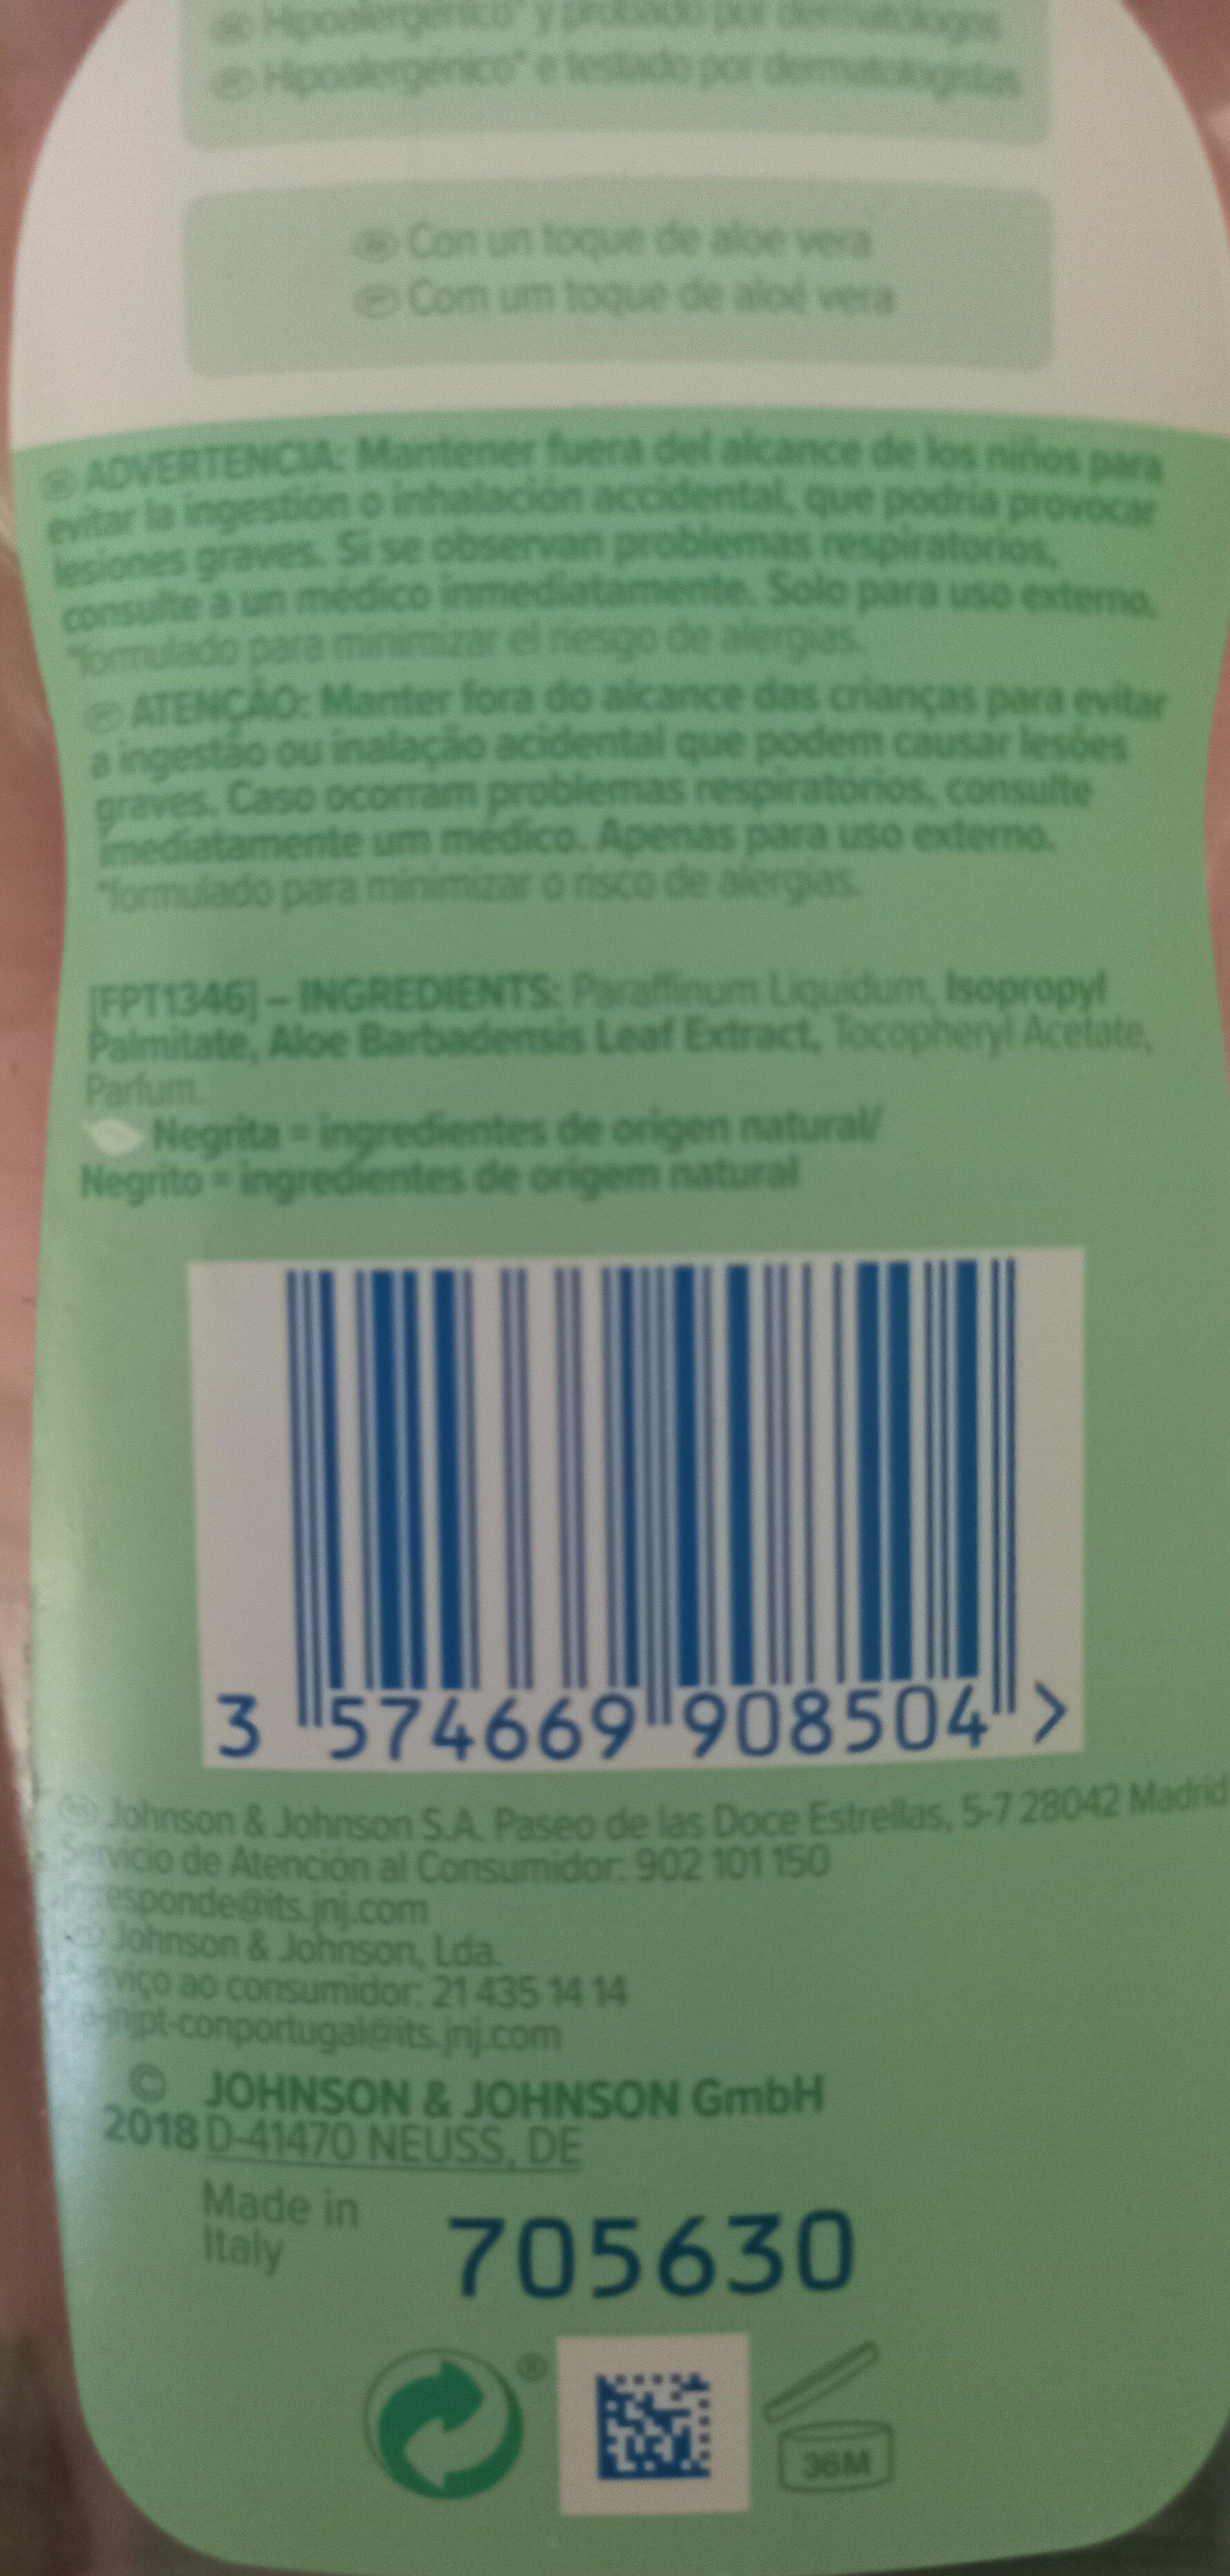 Hipoalergénico* y probado por dermatólogos
Hipoalergénico* e testado por dermatologistas
Con un toque de aloe vera
Com um toque de aloé vera
ADVERTENCIA: Mantener fuera del alcance de los niños para
evitar la ingestión o inhalación accidental, que podría provocar
lesiones graves. Si se observan problemas respiratorios,
consulte a un médico inmediatamente. Solo para uso externo.
*formulado para minimizar el riesgo de alergias.
ATENÇÃO: Manter fora do alcance das crianças para evitar
a ingestão ou inalação acidental que podem causar lesões
graves. Caso ocorram problemas respiratórios, consulte
imediatamente um médico. Apenas para uso externo.
*formulado para minimizar o risco de alergias.
[FPT1346] – INGREDIENTS: Paraffinum Liquidum, Isopropyl
Palmitate, Aloe Barbadensis Leaf Extract, Tocopheryl Acetate,
Parfum.
Negrita = ingredientes de origen natural/
Negrito = ingredientes de origem natural
3 574669 908504 >
Johnson & Johnson S.A. Paseo de las Doce Estrellas, 5-7 28042 Madrid
Servicio de Atención al Consumidor: 902 101 150
Johnson & Johnson, Lda.
Serviço ao consumidor: 21 435 14 14
© JOHNSON & JOHNSON GmbH
2018 D-41470 NEUSS, DE
Made in
Italy
705630
®
36M